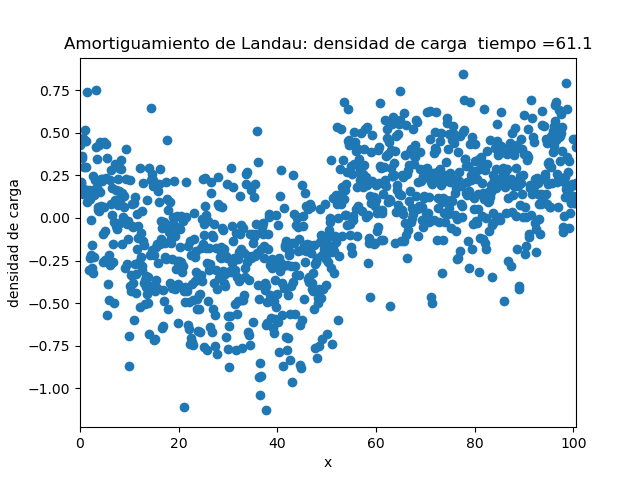 Amortiguamiento de Landau: densidad de carga  tiempo =61.1
densidad de carga
0.75
0.50
0.25
0.00
−0.25
−0.50
−0.75
−1.00
0 20 40 60 80 100
x